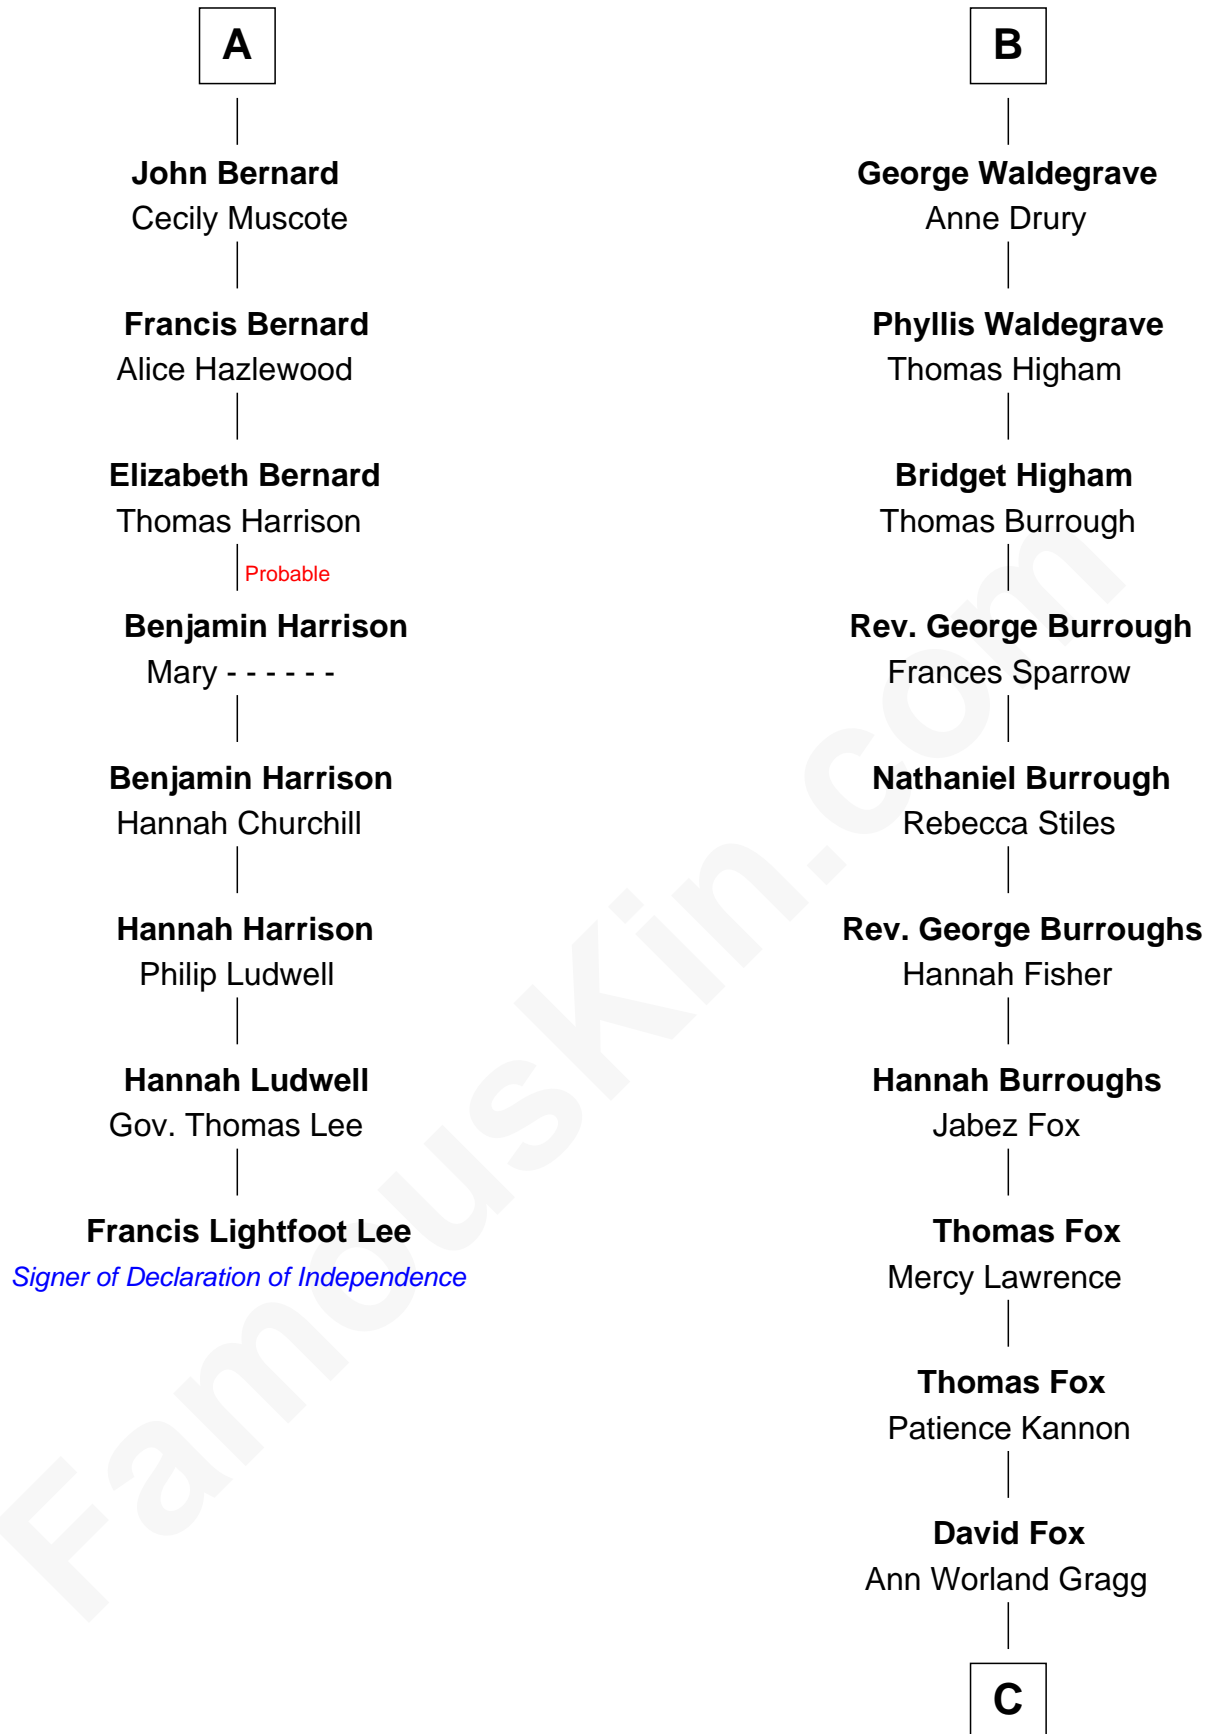 A
John Bernard
Cecily Muscote
Francis Bernard
Alice Hazlewood
Elizabeth Bernard
Thomas Harrison
Probable
Benjamin Harrison
Mary - - - - - -
Benjamin Harrison
Hannah Churchill
Hannah Harrison
Philip Ludwell
Hannah Ludwell
Gov. Thomas Lee
Francis Lightfoot Lee
Signer of Declaration of Independence
B
George Waldegrave
Anne Drury
Phyllis Waldegrave
Thomas Higham
Bridget Higham
Thomas Burrough
Rev. George Burrough
Frances Sparrow
Nathaniel Burrough
Rebecca Stiles
Rev. George Burroughs
Hannah Fisher
Hannah Burroughs
Jabez Fox
Thomas Fox
Mercy Lawrence
Thomas Fox
Patience Kannon
David Fox
Ann Worland Gragg
C
FamousKin.com